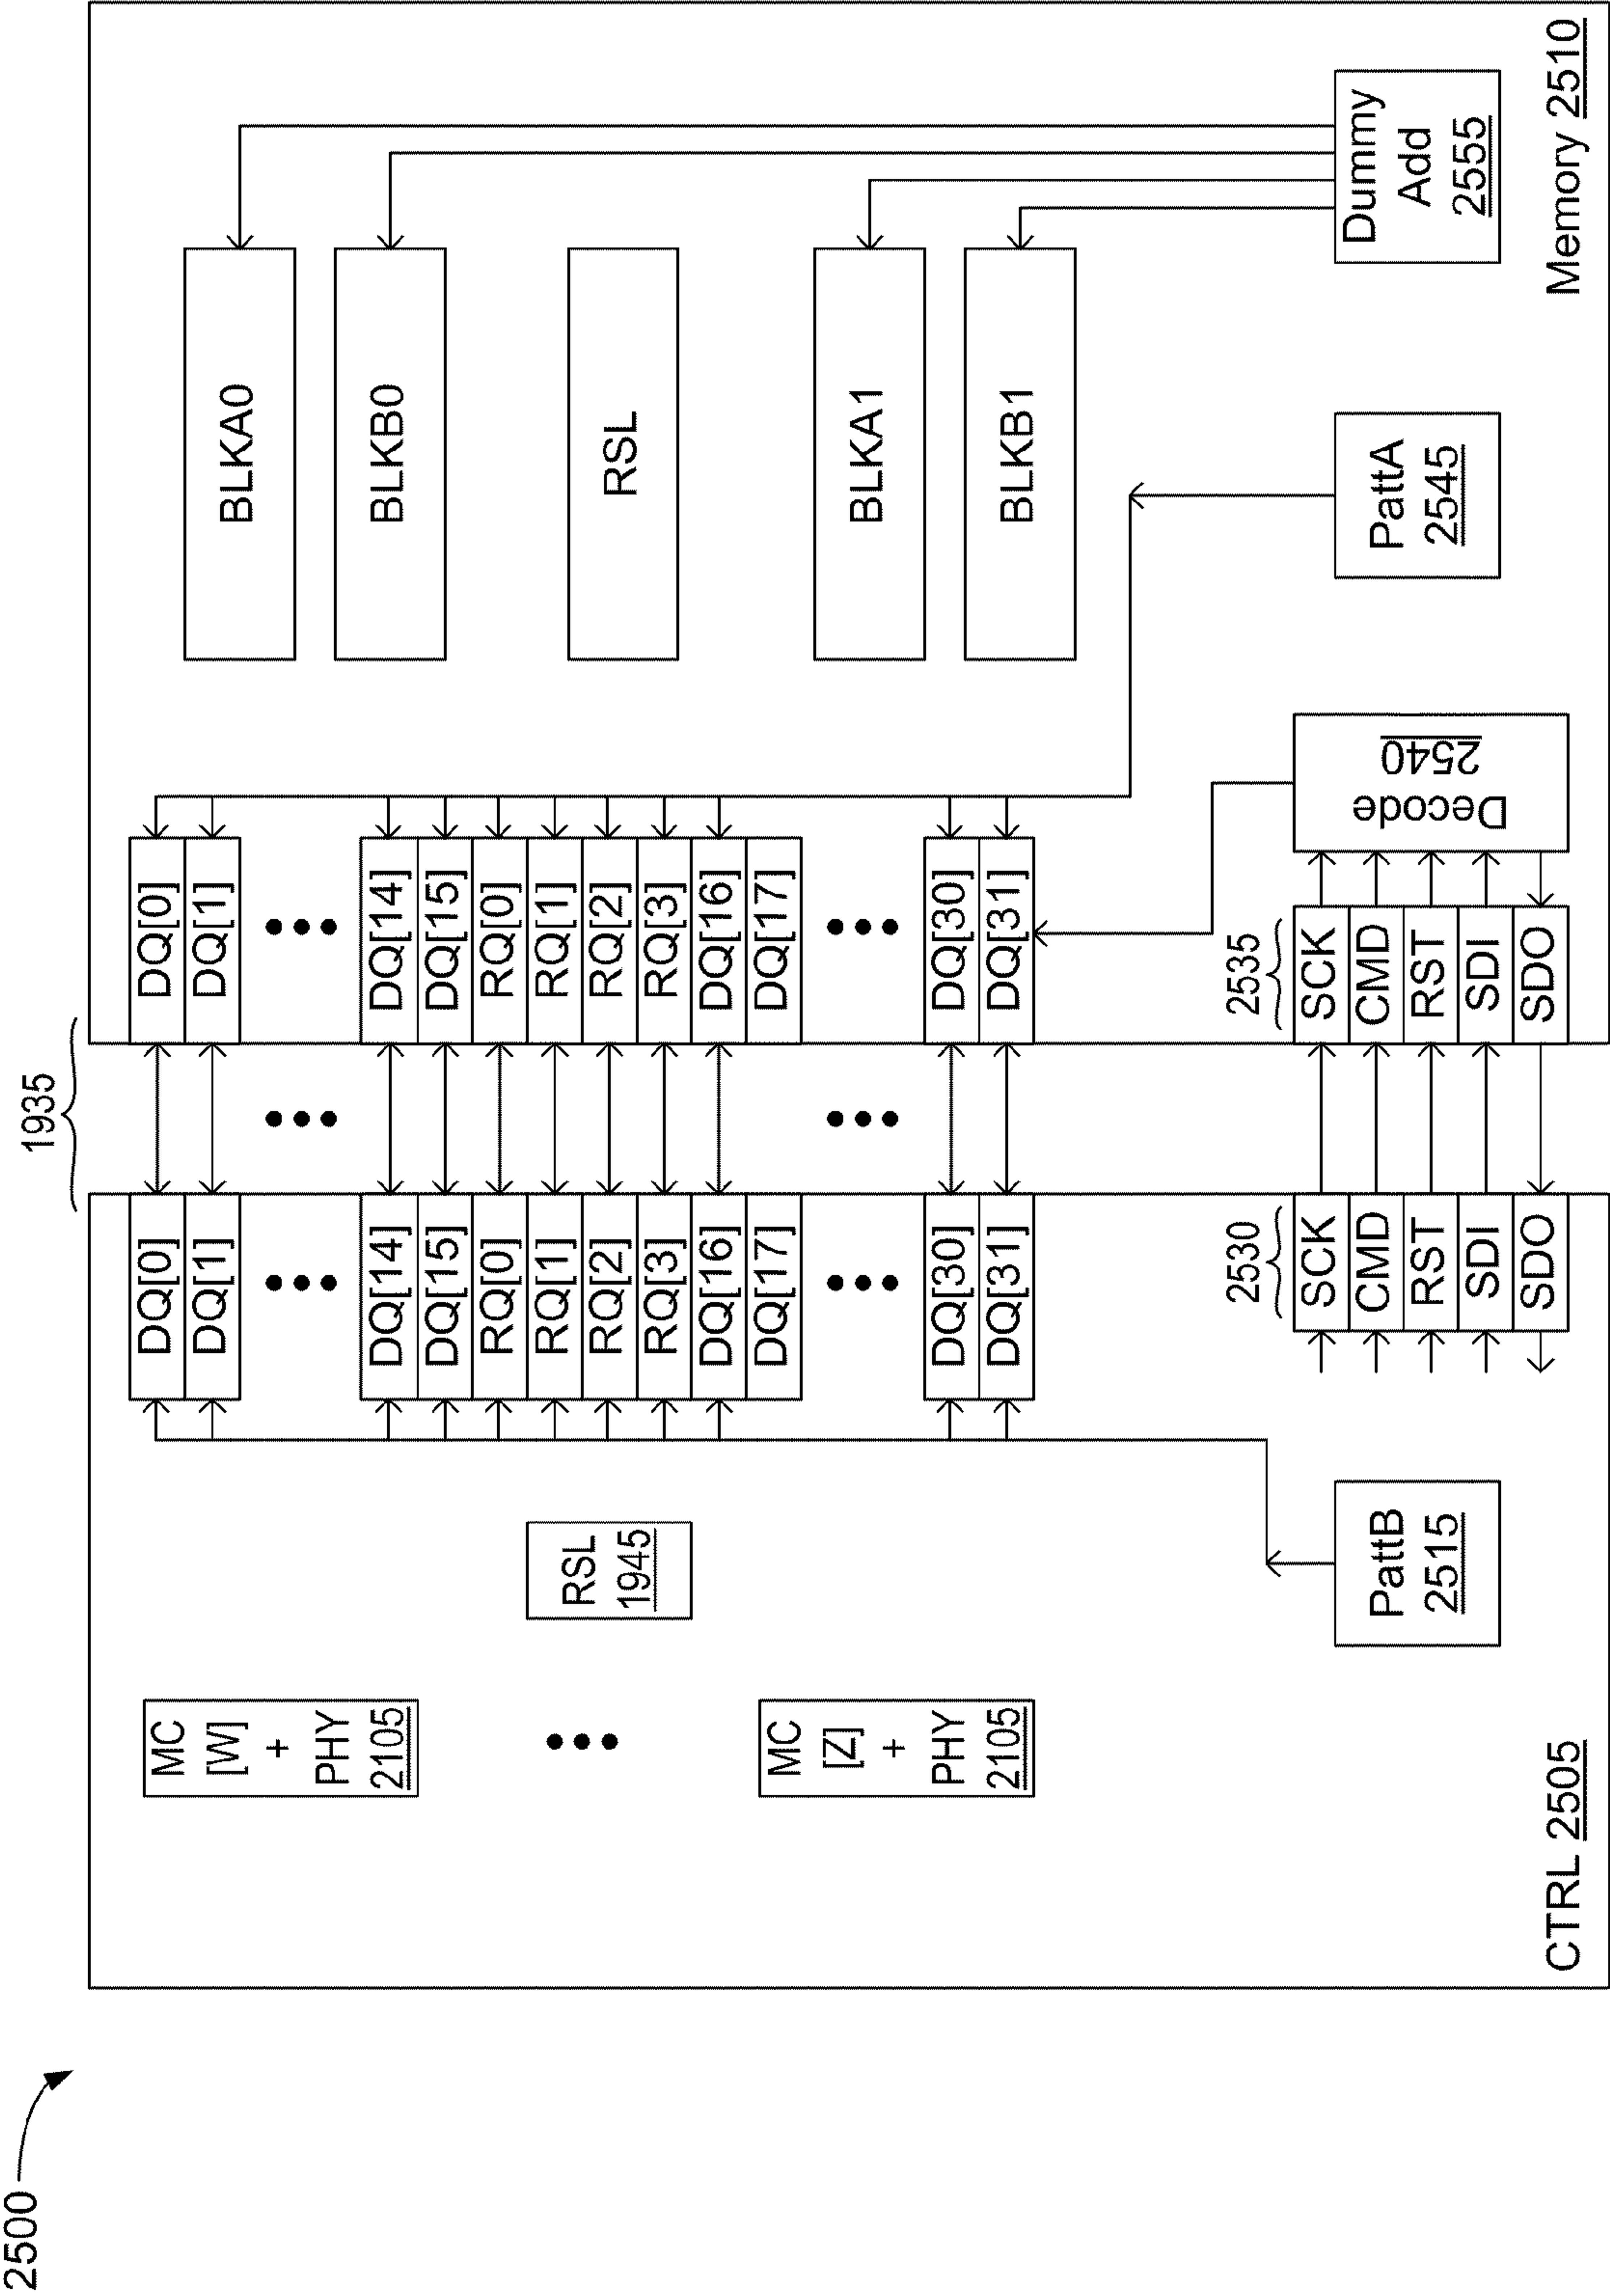 2500
1935
CTRL 2505
MC
[W]
+
PHY
2105
MC
[Z]
+
PHY
2105
RSL
1945
PattB
2515
DQ[0]
DQ[1]
DQ[14]
DQ[15]
RQ[0]
RQ[1]
RQ[2]
RQ[3]
DQ[16]
DQ[17]
DQ[30]
DQ[31]
2530
SCK
CMD
RST
SDI
SDO
DQ[0]
DQ[1]
DQ[14]
DQ[15]
RQ[0]
RQ[1]
RQ[2]
RQ[3]
DQ[16]
DQ[17]
DQ[30]
DQ[31]
2535
SCK
CMD
RST
SDI
SDO
Decode
2540
BLKA0
BLKB0
RSL
BLKA1
BLKB1
PattA
2545
Dummy
Add
2555
Memory 2510